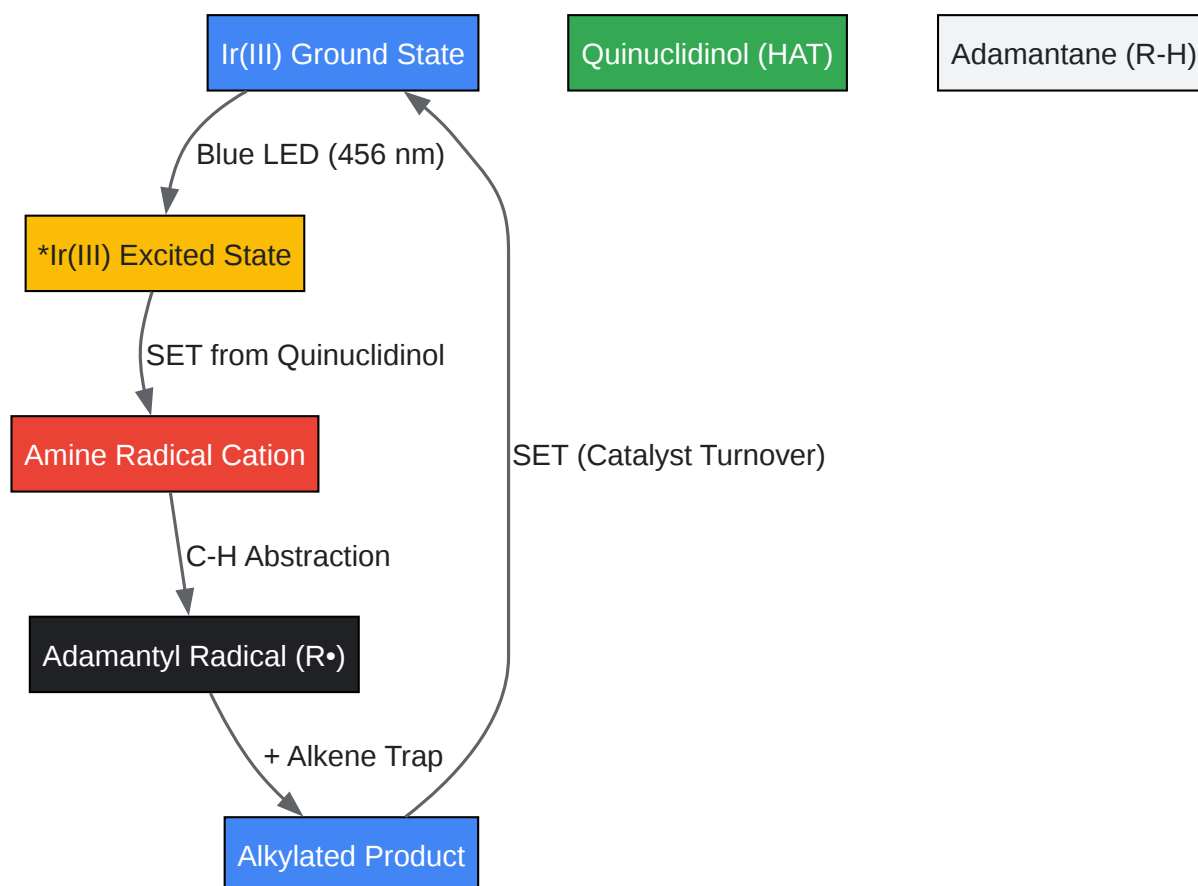 Ir(III) Ground State
Quinuclidinol (HAT)
Adamantane (R-H)
Blue LED (456 nm)
*Ir(III) Excited State
SET from Quinuclidinol
Amine Radical Cation
SET (Catalyst Turnover)
C-H Abstraction
Adamantyl Radical (R•)
+ Alkene Trap
Alkylated Product